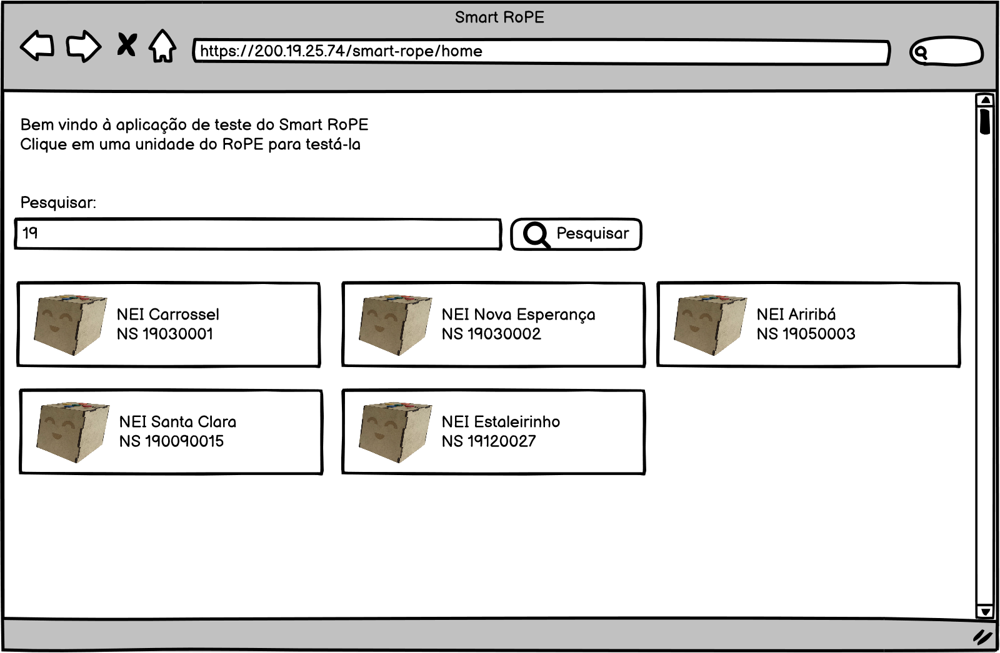 Smart RoPE
https://200.19.25.74/smart-rope/home
Bem vindo à aplicação de teste do Smart RoPE
Clique em uma unidade do RoPE para testá-la
Pesquisar:
19
Pesquisar
NEI Carrossel
NS 19030001
NEI Nova Esperança
NS 19030002
NEI Ariribá
NS 19050003
NEI Santa Clara
NS 190090015
NEI Estaleirinho
NS 19120027